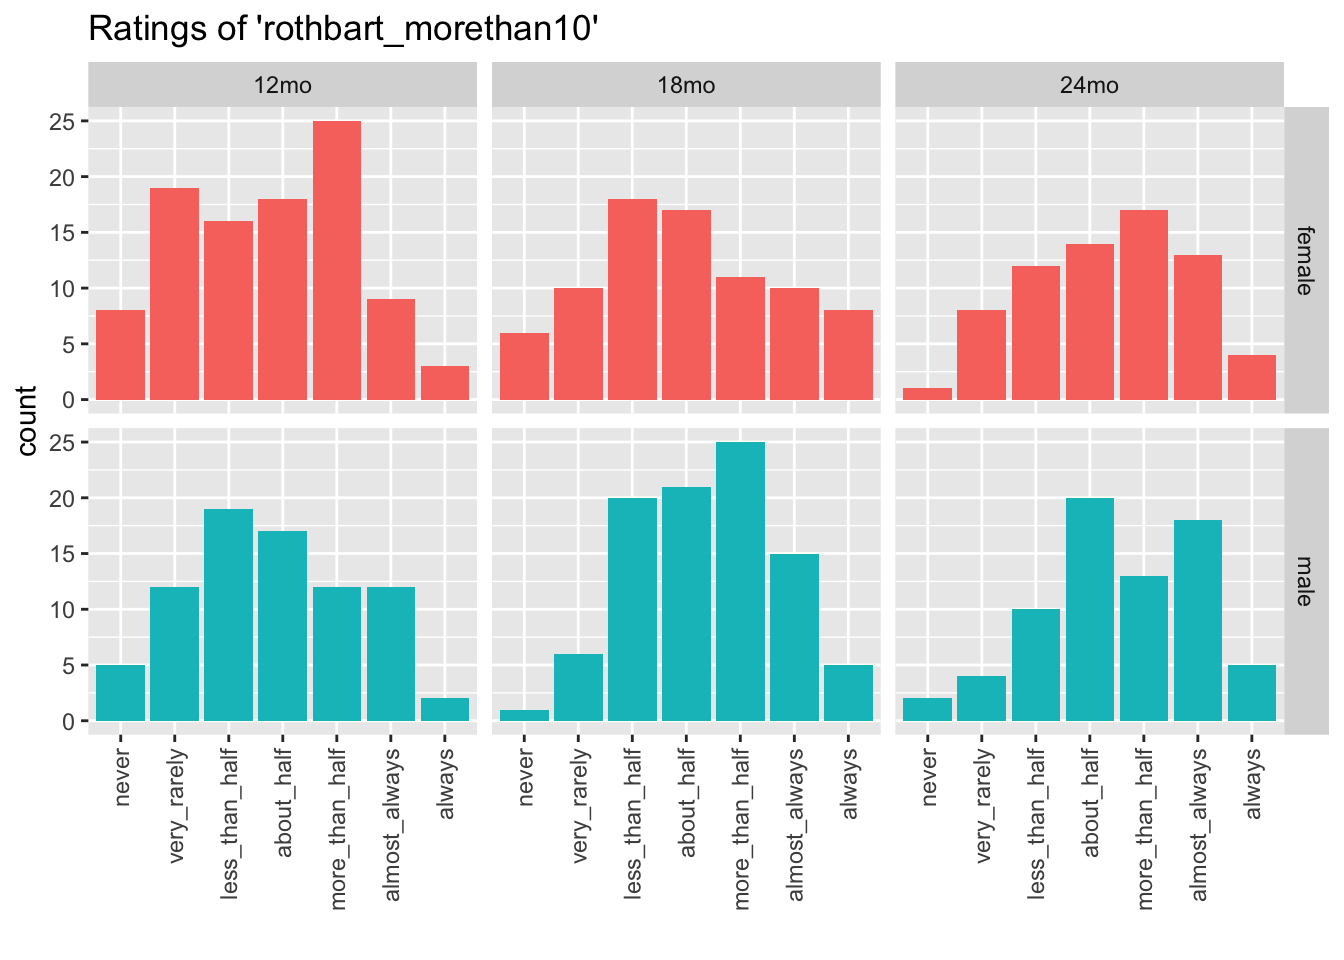 Ratings of 'rothbart_morethan10'
12mo 18mo 24mo
25
20
15
10
5
0
female
count
25
20
15
10
5
0
male
never very_rarely less_than_half about_half more_than_half almost_always always never very_rarely less_than_half about_half more_than_half almost_always always never very_rarely less_than_half about_half more_than_half almost_always always